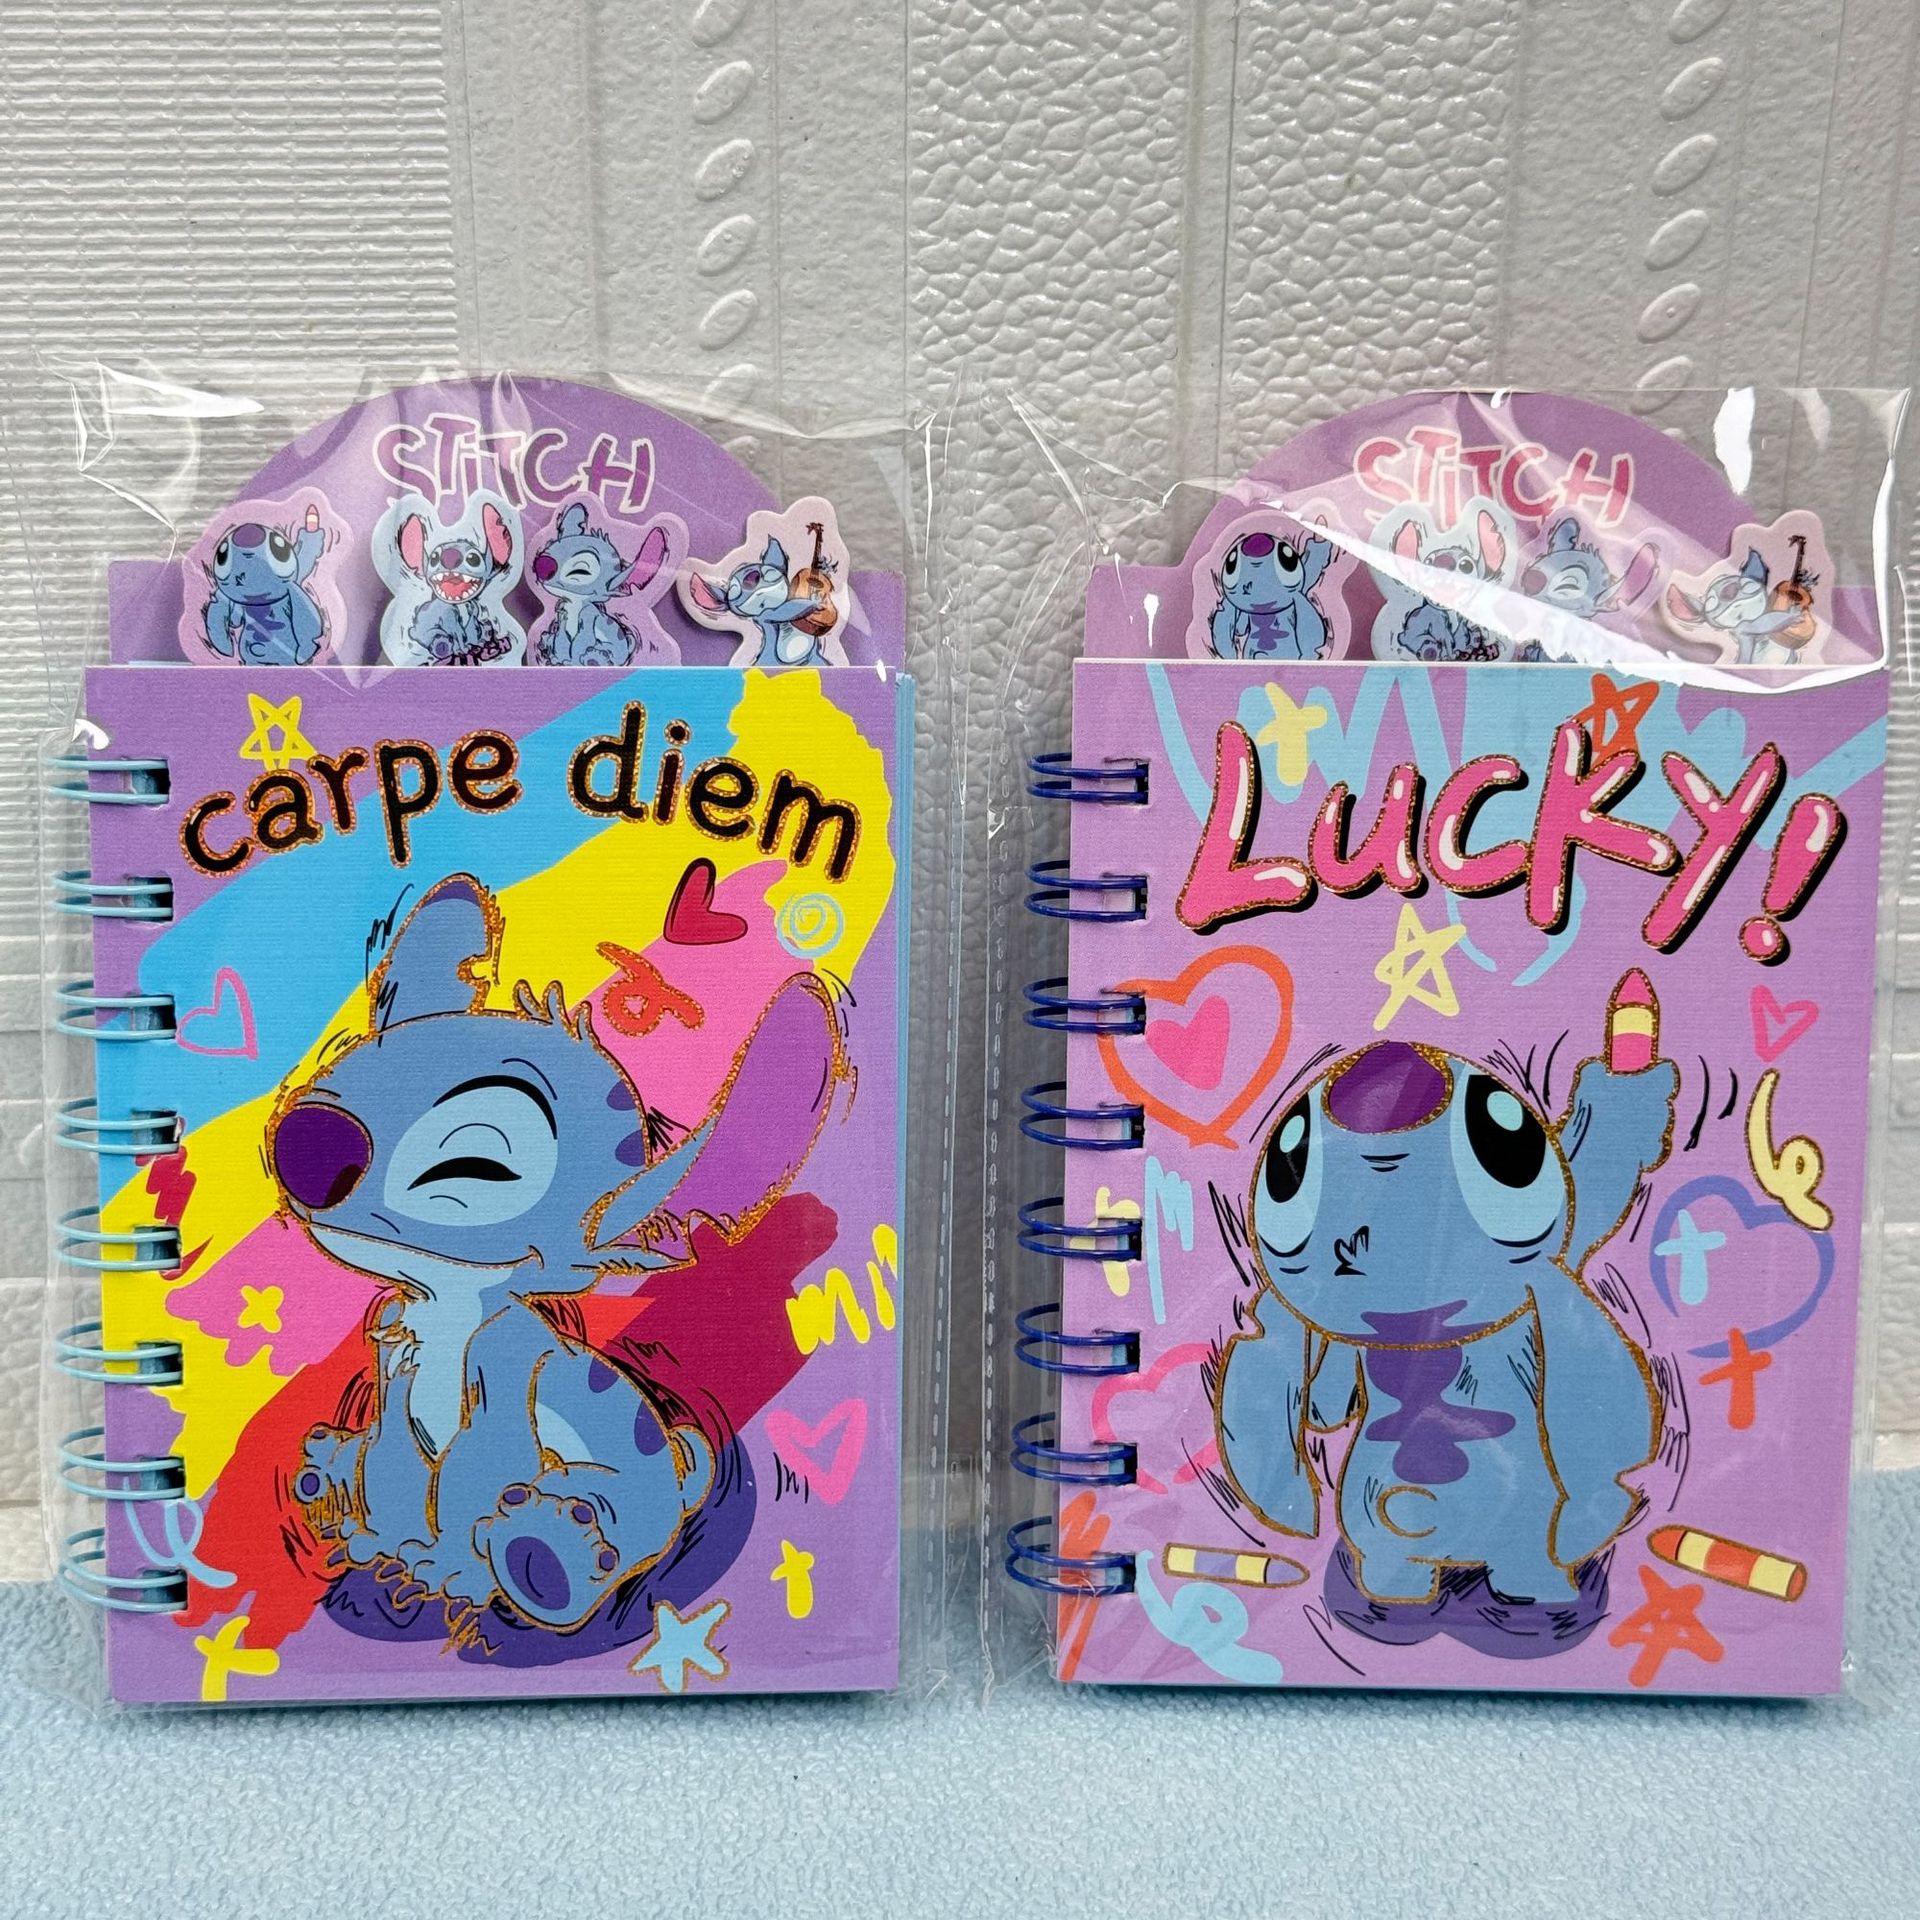 STITCH
carpe diem
STITCH
LUCKY!